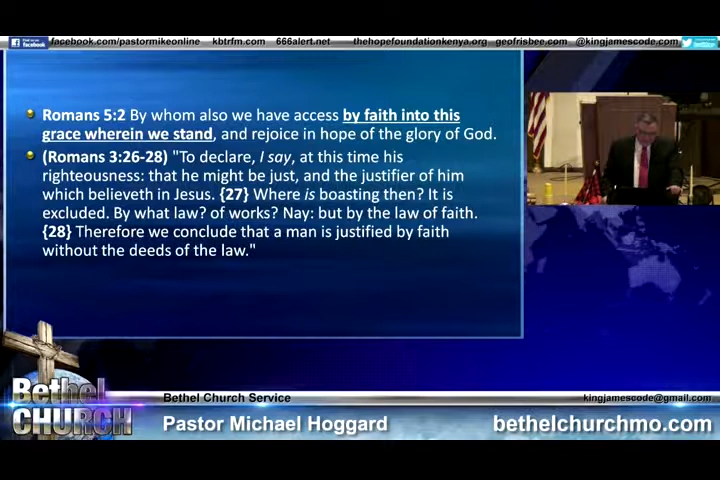 facebook.com/pastormikeonline kbtrfm.com 666alert.net thehopefoundationkenya.org geofrisbee.com @kingjamescode.com
Romans 5:2 By whom also we have access by faith into this
grace wherein we stand, and rejoice in hope of the glory of God.
(Romans 3:26-28) "To declare, I say, at this time his
righteousness: that he might be just, and the justifier of him
which believeth in Jesus. {27} Where is boasting then? It is
excluded. By what law? of works? Nay: but by the law of faith.
{28} Therefore we conclude that a man is justified by faith
without the deeds of the law."
Bethel
CHURCH
Bethel Church Service
kingjamescode@gmail.com
Pastor Michael Hoggard
bethelchurchmo.com